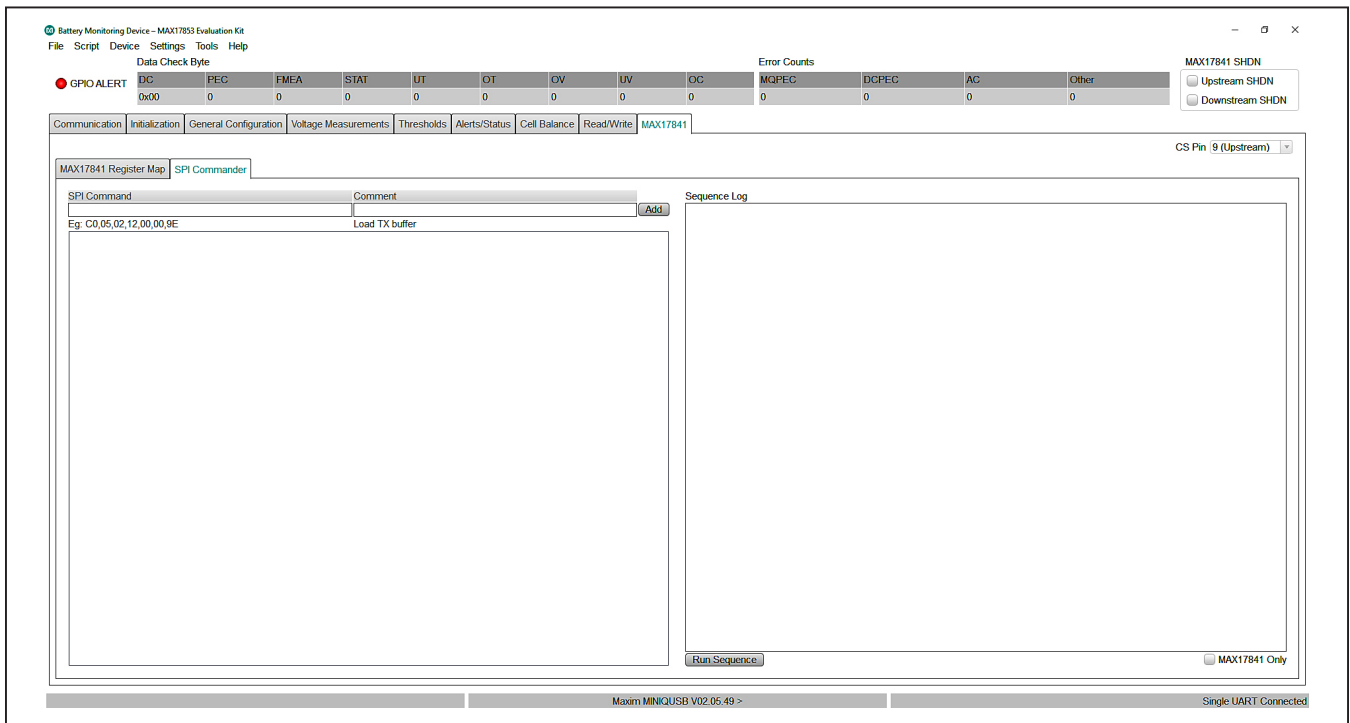 Battery Monitoring Device – MAX17853 Evaluation Kit
File Script Device Settings Tools Help
Data Check Byte Error Counts MAX17841 SHDN
GPIO ALERT DC PEC FMEA STAT UT OT OV UV OC MQPEC DCPEC AC Other Upstream SHDN
0x00 0 0 0 0 0 0 0 0 0 0 0 0 Downstream SHDN
Communication Initialization General Configuration Voltage Measurements Thresholds Alerts/Status Cell Balance Read/Write MAX17841
CS Pin 9 (Upstream)
MAX17841 Register Map SPI Commander
SPI Command Comment Sequence Log
Add
Eg: C0,05,02,12,00,00,9E Load TX buffer
Run Sequence MAX17841 Only
Maxim MINIQUSB V02.05.49 > Single UART Connected